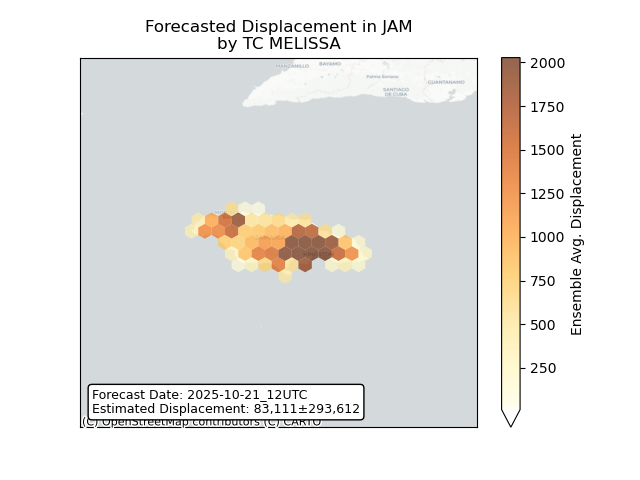 Forecasted Displacement in JAM
by TC MELISSA
MANZANILLO
BAYAMO
Palma Soriano
GUANTANAMO
SANTIAGO
DE CUBA
2000
1750
1500
1250
1000
750
500
250
Ensemble Avg. Displacement
Forecast Date: 2025-10-21_12UTC
Estimated Displacement: 83,111±293,612
(C) OpenStreetMap contributors (C) CARTO